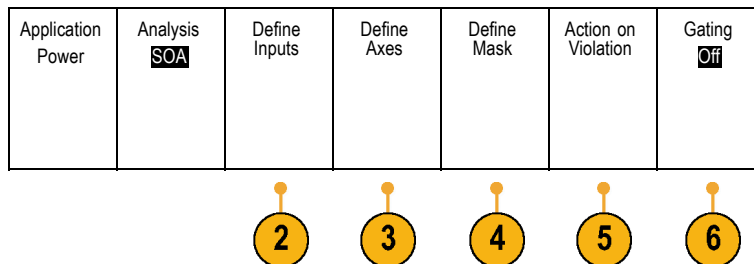 Application
Power
Analysis
SOA
Define
Inputs
Define
Axes
Define
Mask
Action on
Violation
Gating
Off
2
3
4
5
6